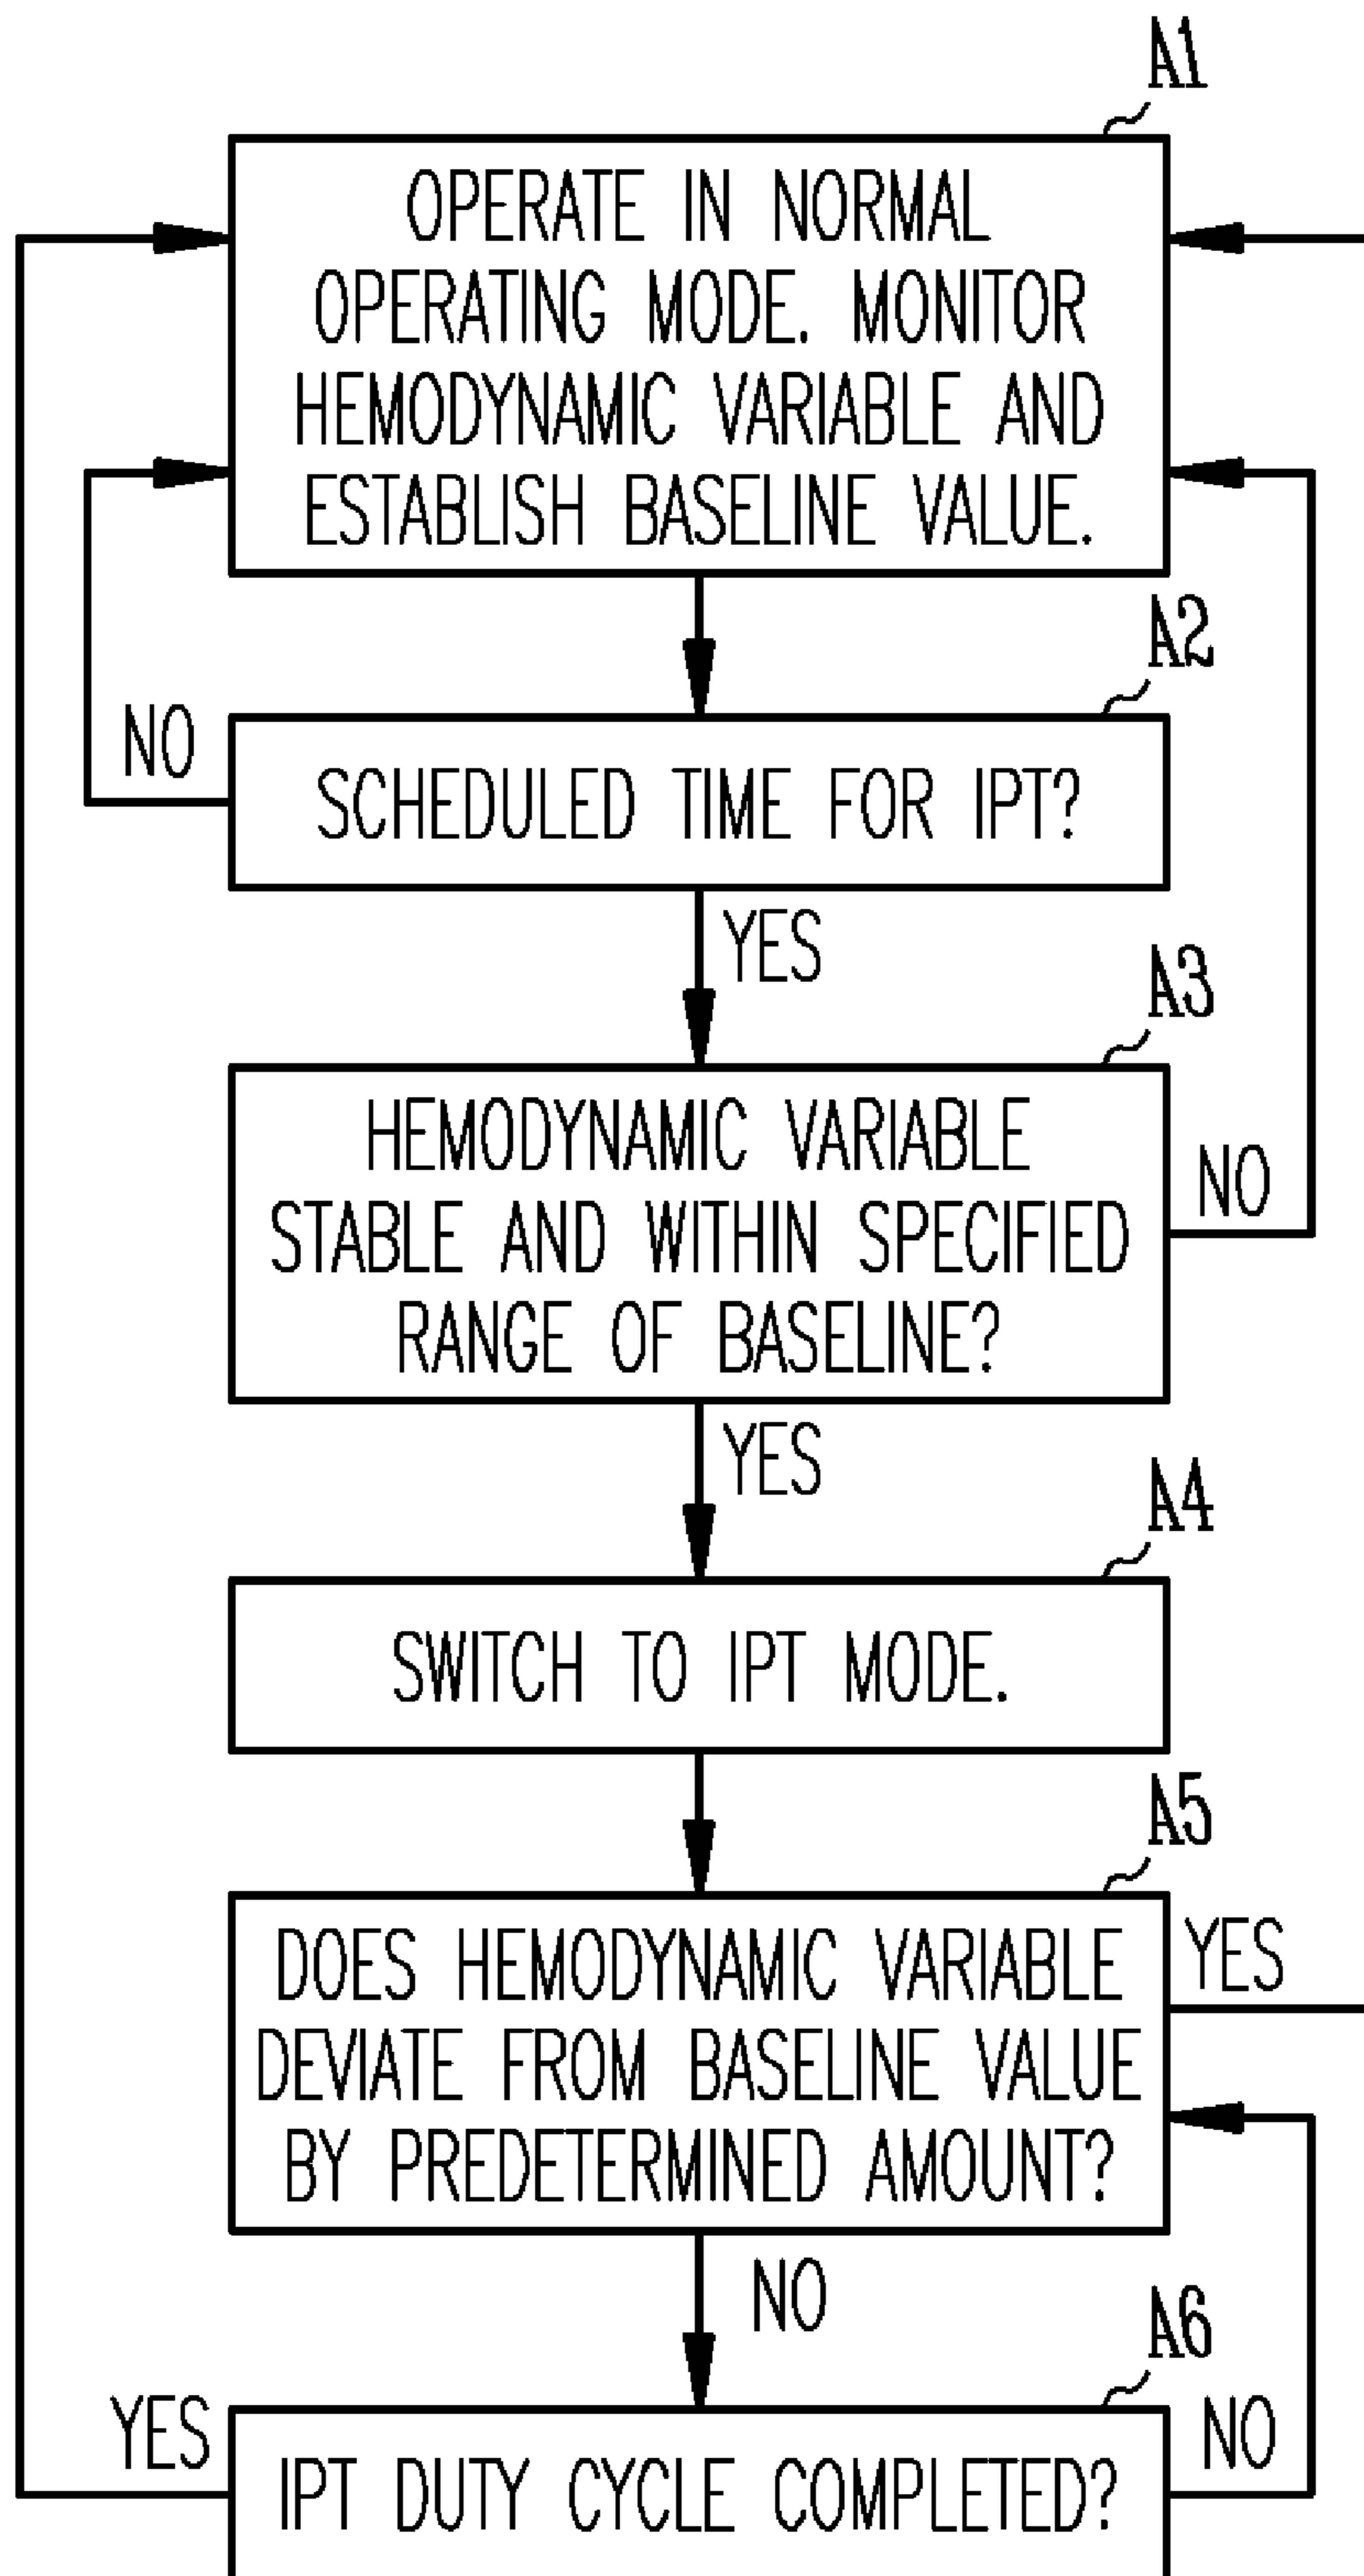 A1
OPERATE IN NORMAL
OPERATING MODE. MONITOR
HEMODYNAMIC VARIABLE AND
ESTABLISH BASELINE VALUE.
A2
NO
SCHEDULED TIME FOR IPT?
YES
A3
HEMODYNAMIC VARIABLE
STABLE AND WITHIN SPECIFIED
RANGE OF BASELINE?
NO
YES
A4
SWITCH TO IPT MODE.
A5
DOES HEMODYNAMIC VARIABLE
DEVIATE FROM BASELINE VALUE
BY PREDETERMINED AMOUNT?
YES
NO
A6
YES
IPT DUTY CYCLE COMPLETED?
NO